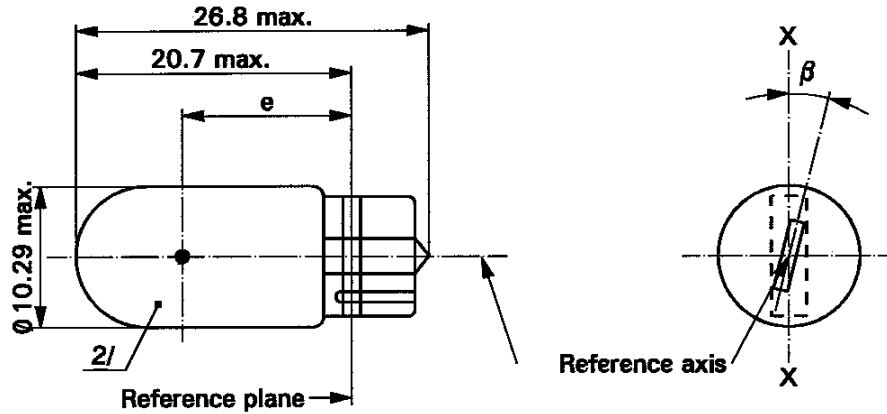 26.8 max.
20.7 max.
e
Ø 10.29 max.
2/
Reference plane
X
β
Reference axis
X